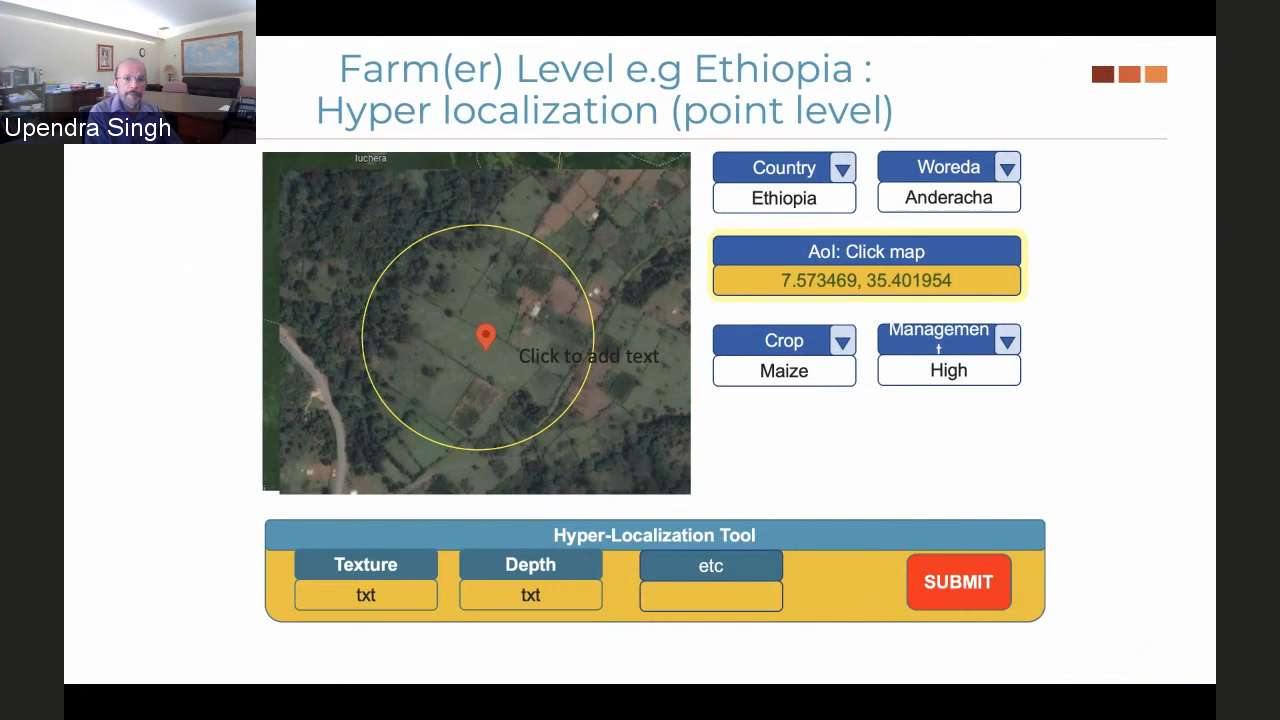 Farm(er) Level e.g Ethiopia :
Hyper localization (point level)
Upendra Singh
luchera
Country
Woreda
Ethiopia
Anderacha
AoI: Click map
7.573469, 35.401954
Crop
Managemen
t
Maize
High
Click to add text
Hyper-Localization Tool
Texture
Depth
etc
txt
txt
SUBMIT